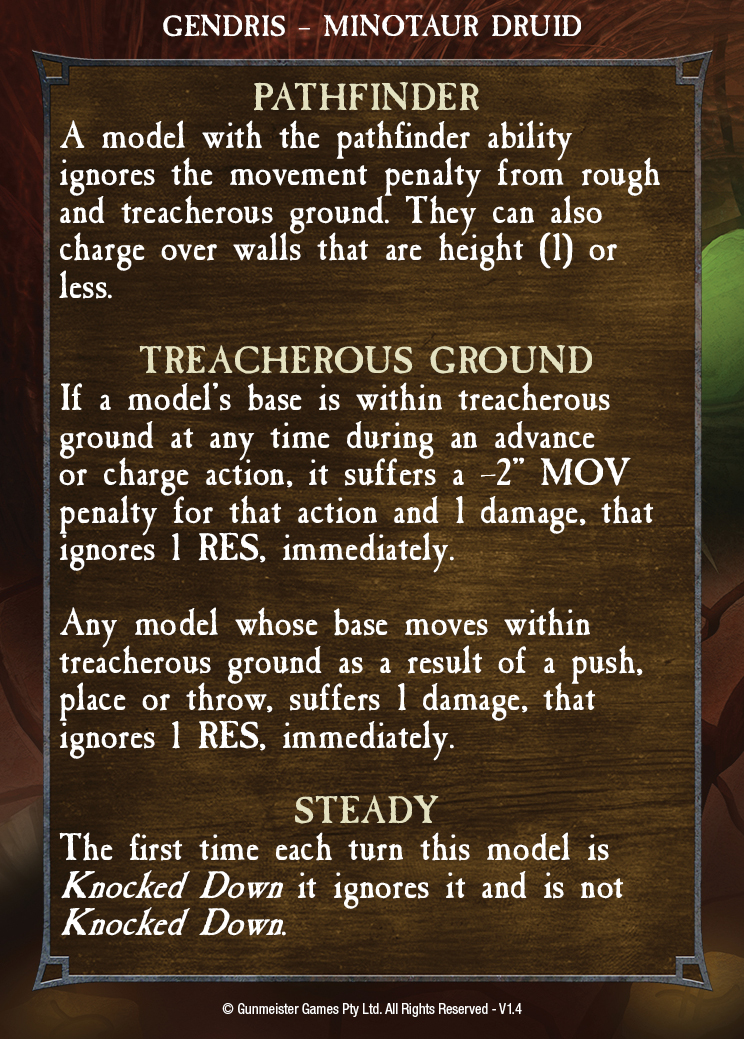 GENDRIS – MINOTAUR DRUID
PATHFINDER
A model with the pathfinder ability
ignores the movement penalty from rough
and treacherous ground. They can also
charge over walls that are height (1) or
less.
TREACHEROUS GROUND
If a model's base is within treacherous
ground at any time during an advance
or charge action, it suffers a –2” MOV
penalty for that action and 1 damage, that
ignores 1 RES, immediately.
Any model whose base moves within
treacherous ground as a result of a push,
place or throw, suffers 1 damage, that
ignores 1 RES, immediately.
STEADY
The first time each turn this model is
Knocked Down it ignores it and is not
Knocked Down.
© Gunmeister Games Pty Ltd. All Rights Reserved - V1.4